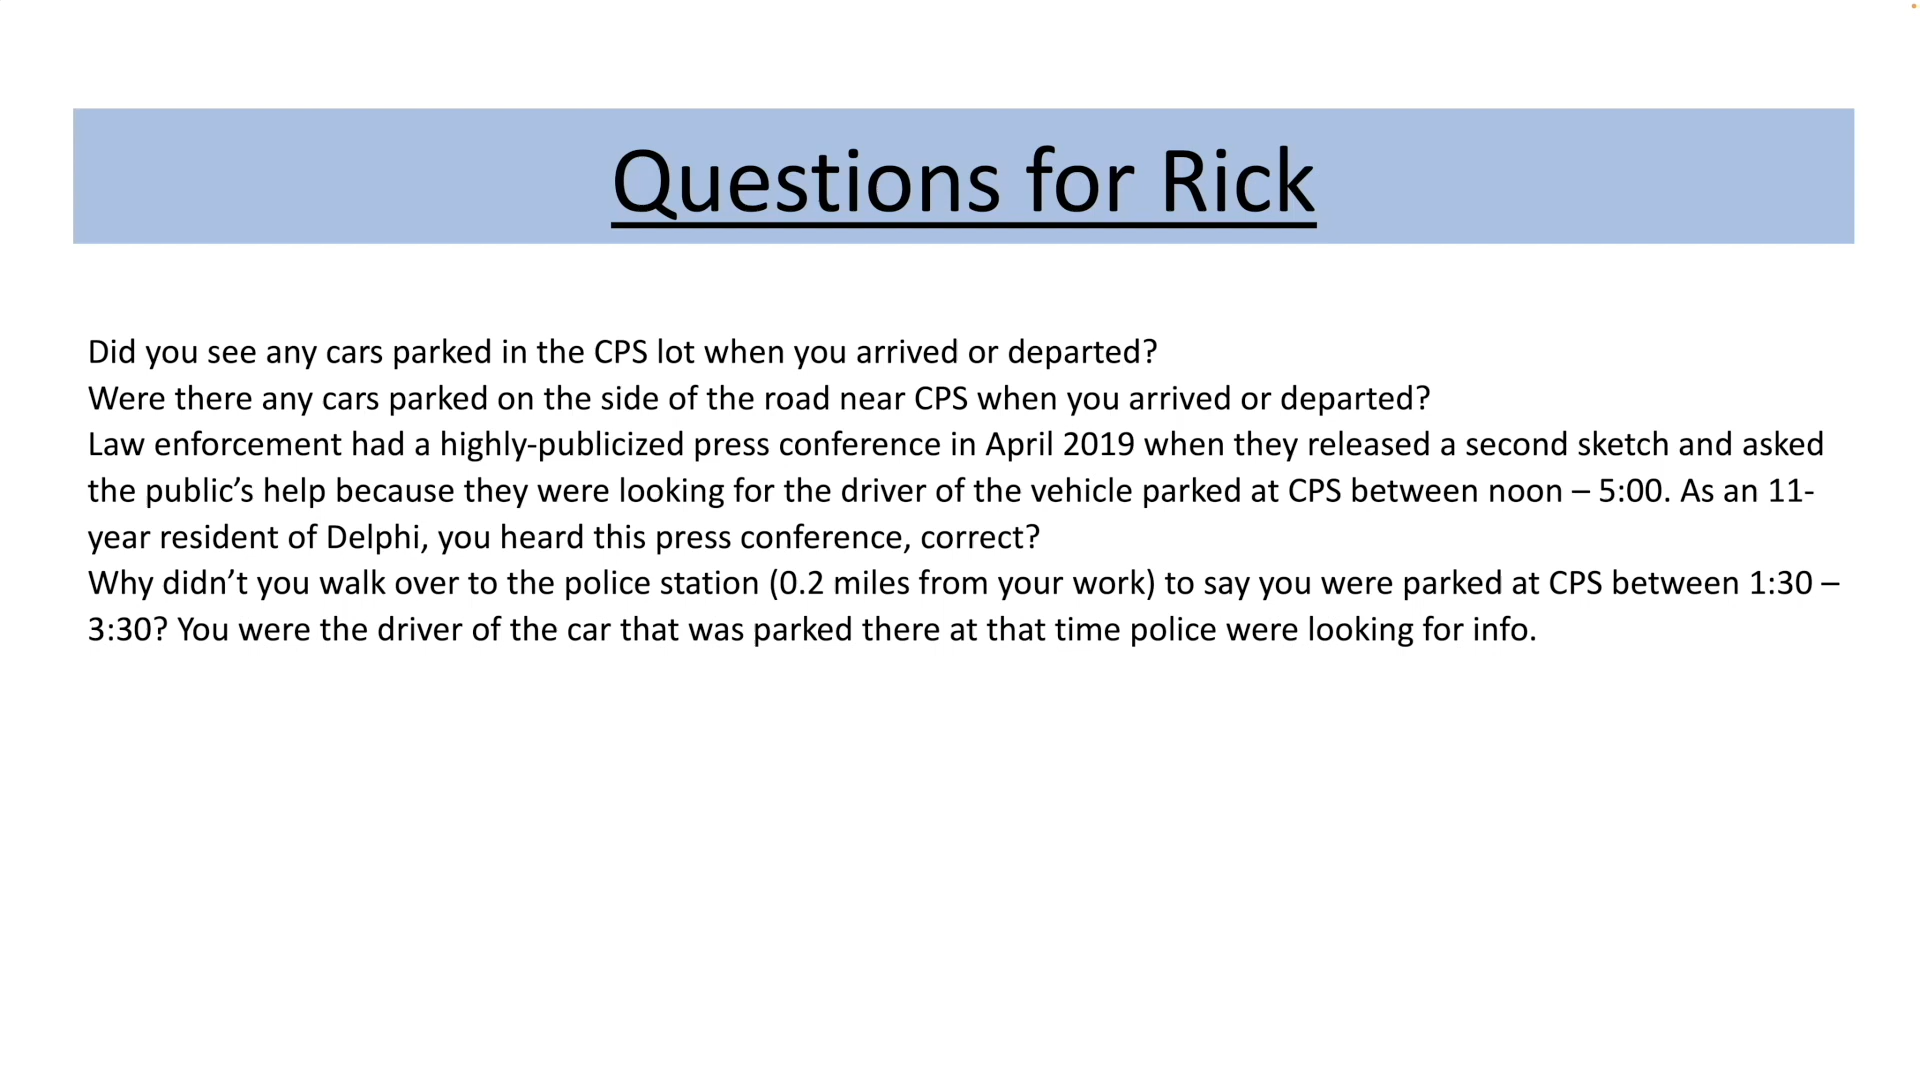 Questions for Rick
Did you see any cars parked in the CPS lot when you arrived or departed?
Were there any cars parked on the side of the road near CPS when you arrived or departed?
Law enforcement had a highly-publicized press conference in April 2019 when they released a second sketch and asked
the public’s help because they were looking for the driver of the vehicle parked at CPS between noon – 5:00. As an 11-
year resident of Delphi, you heard this press conference, correct?
Why didn’t you walk over to the police station (0.2 miles from your work) to say you were parked at CPS between 1:30 –
3:30? You were the driver of the car that was parked there at that time police were looking for info.